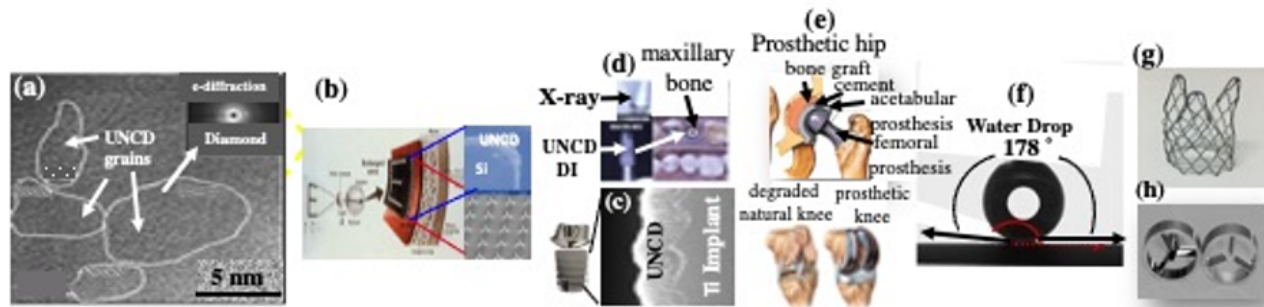 (a)
e-diffraction
Diamond
UNCD
grains
5 nm
(b)
UNCD
Si
(d)
maxillary
bone
X-ray
UNCD
DI
(c)
UNCD
Ti Implant
(e)
Prosthetic hip
bone graft
cement
acetabular
prosthesis
femoral
prosthesis
degraded
natural knee
prosthetic
knee
(f)
Water Drop
178 °
(g)
(h)